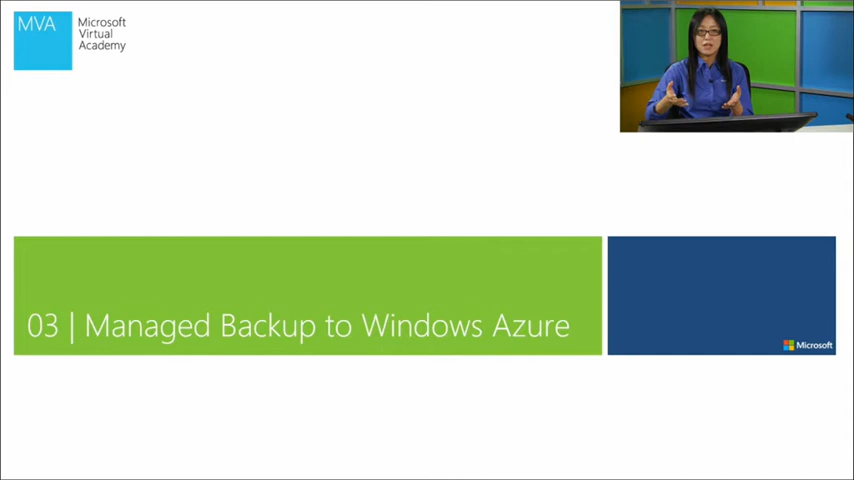 MVA
Microsoft
Virtual
Academy
03 | Managed Backup to Windows Azure
Microsoft